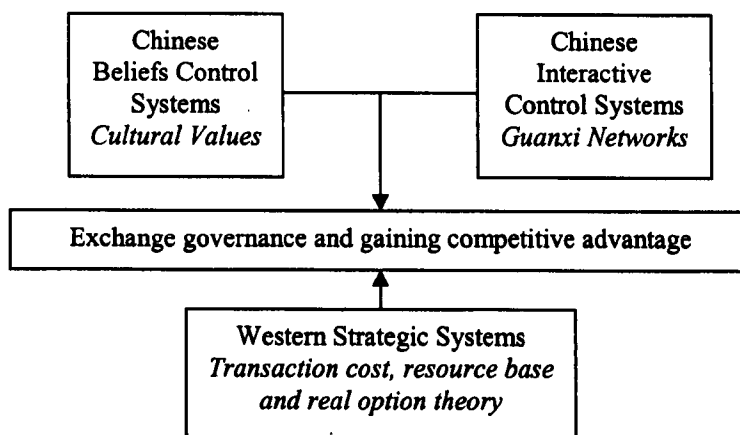 Chinese
Beliefs Control
Systems
Cultural Values
Chinese
Interactive
Control Systems
Guanxi Networks
Exchange governance and gaining competitive advantage
Western Strategic Systems
Transaction cost, resource base
and real option theory